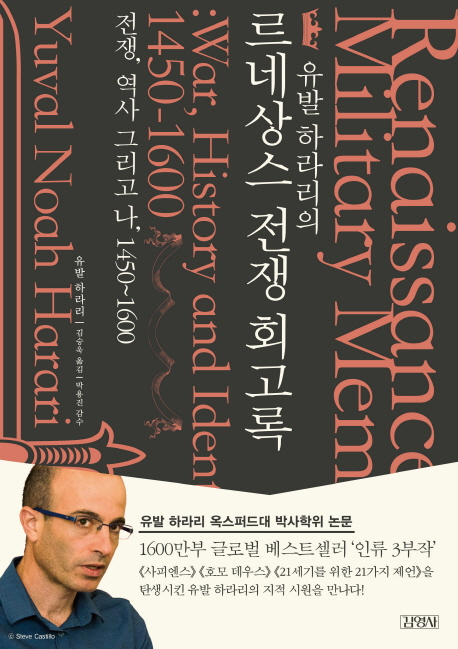 Renaissance
Military Mem
유발 하라리의
르네상스 전쟁 회고록
:War, History and Ident
1450-1600
전쟁, 역사 그리고 나, 1450~1600
Yuval Noah Harari
유발 하라리 | 김승욱 옮김 | 박용진 감수
유발 하라리 옥스퍼드대 박사학위 논문
1600만부 글로벌 베스트셀러 ‘인류 3부작’
《사피엔스》《호모 데우스》《21세기를 위한 21가지 제언》을
탄생시킨 유발 하라리의 지적 시원을 만나다!
김영사
© Steve Castillo